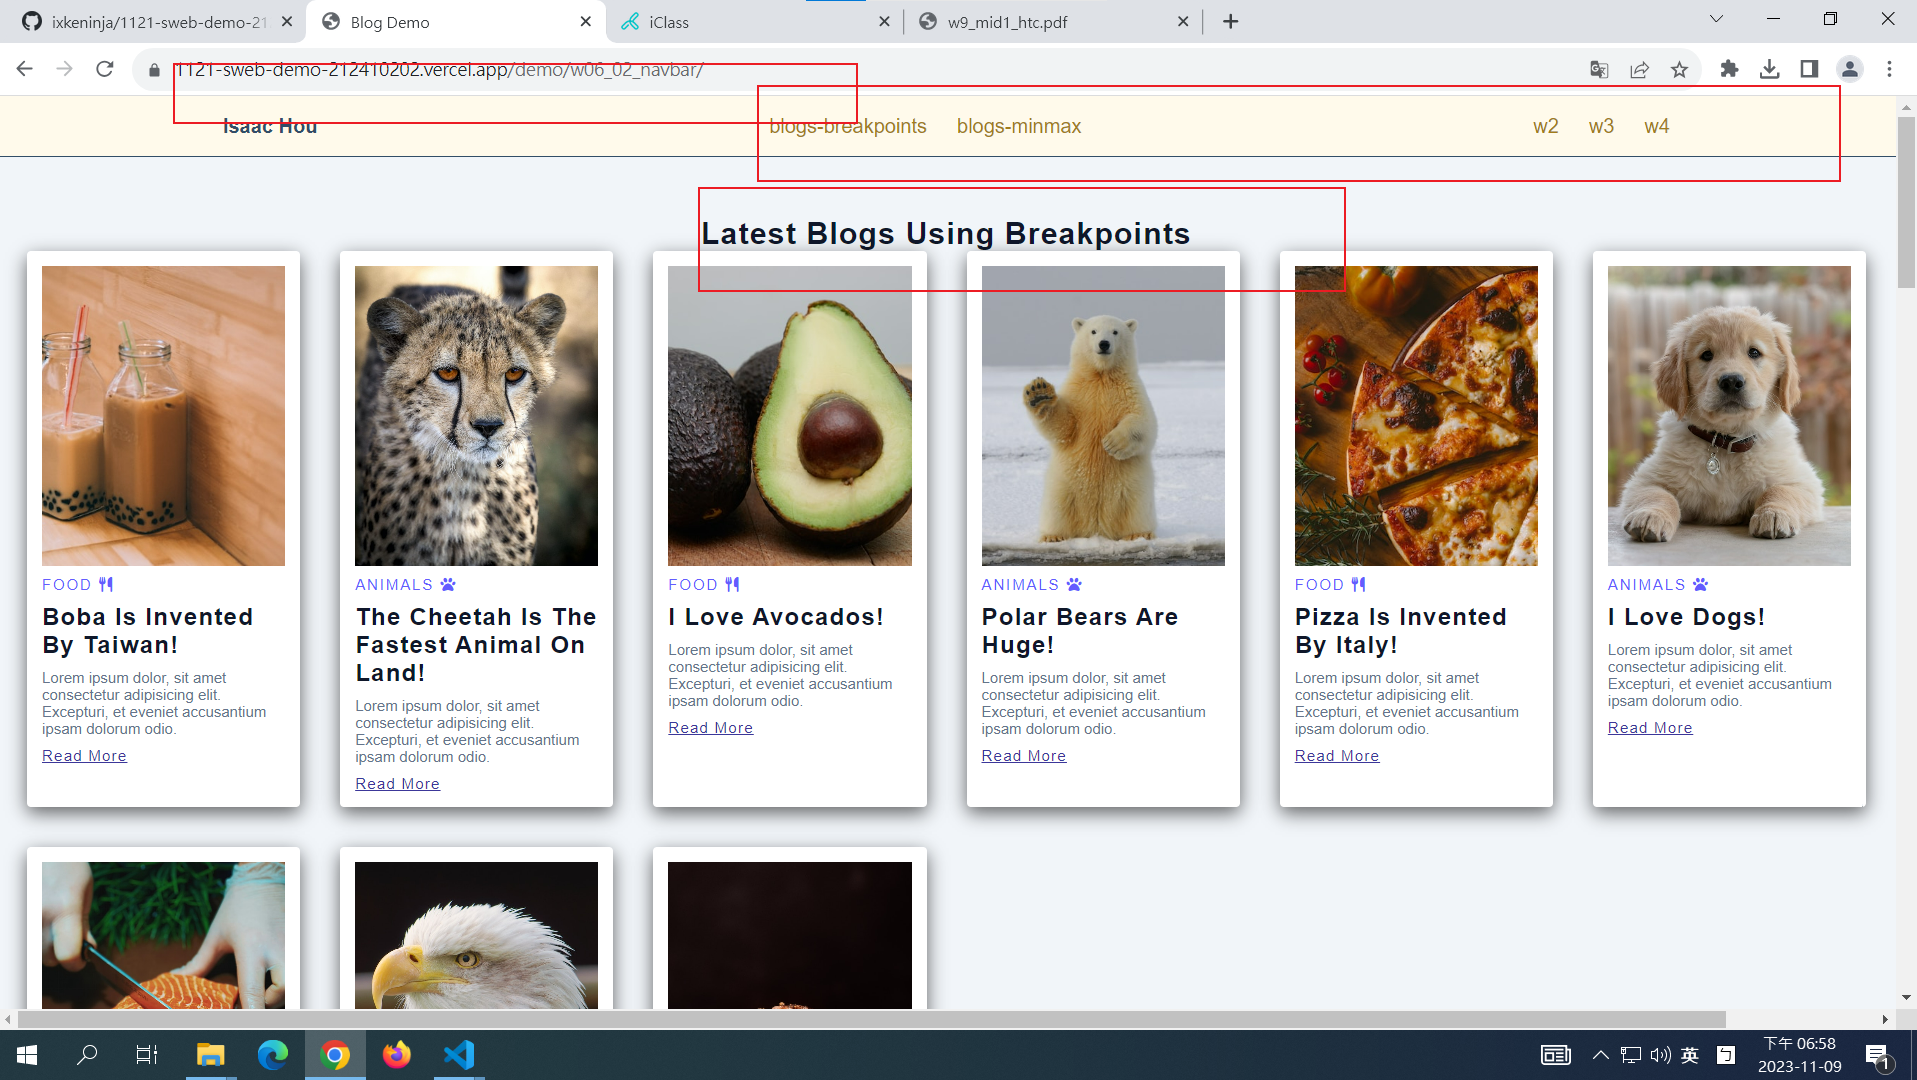 ixkeninja/1121-sweb-demo-21
Blog Demo
iClass
w9_mid1_htc.pdf
1121-sweb-demo-212410202.vercel.app/demo/w06_02_navbar/
Isaac Hou
blogs-breakpoints
blogs-minmax
w2
w3
w4
Latest Blogs Using Breakpoints
FOOD
Boba Is Invented
By Taiwan!
Lorem ipsum dolor, sit amet
consectetur adipisicing elit.
Excepturi, et eveniet accusantium
ipsam dolorum odio.
Read More
ANIMALS
The Cheetah Is The
Fastest Animal On
Land!
Lorem ipsum dolor, sit amet
consectetur adipisicing elit.
Excepturi, et eveniet accusantium
ipsam dolorum odio.
Read More
FOOD
I Love Avocados!
Lorem ipsum dolor, sit amet
consectetur adipisicing elit.
Excepturi, et eveniet accusantium
ipsam dolorum odio.
Read More
ANIMALS
Polar Bears Are
Huge!
Lorem ipsum dolor, sit amet
consectetur adipisicing elit.
Excepturi, et eveniet accusantium
ipsam dolorum odio.
Read More
FOOD
Pizza Is Invented
By Italy!
Lorem ipsum dolor, sit amet
consectetur adipisicing elit.
Excepturi, et eveniet accusantium
ipsam dolorum odio.
Read More
ANIMALS
I Love Dogs!
Lorem ipsum dolor, sit amet
consectetur adipisicing elit.
Excepturi, et eveniet accusantium
ipsam dolorum odio.
Read More
英
下午 06:58
2023-11-09
1